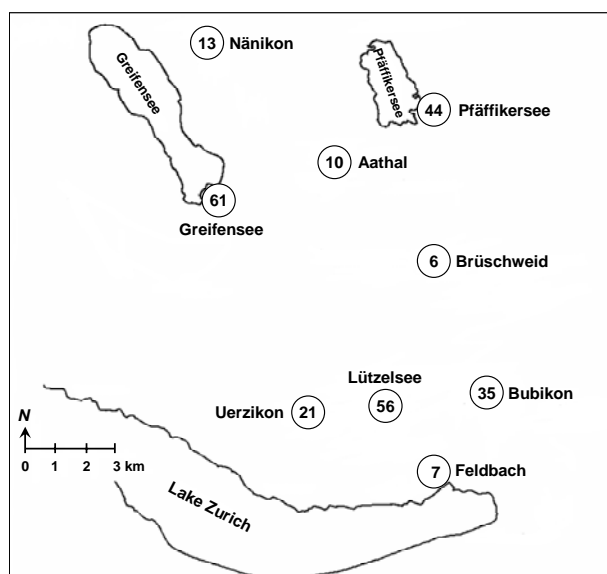 13 Nänikon
Greifensee
Pfäffikersee
44 Pfäffikersee
10 Aathal
61
Greifensee
6 Brüschweid
Lützelsee
56
35 Bubikon
Uerzikon 21
N
0 1 2 3 km
7 Feldbach
Lake Zurich